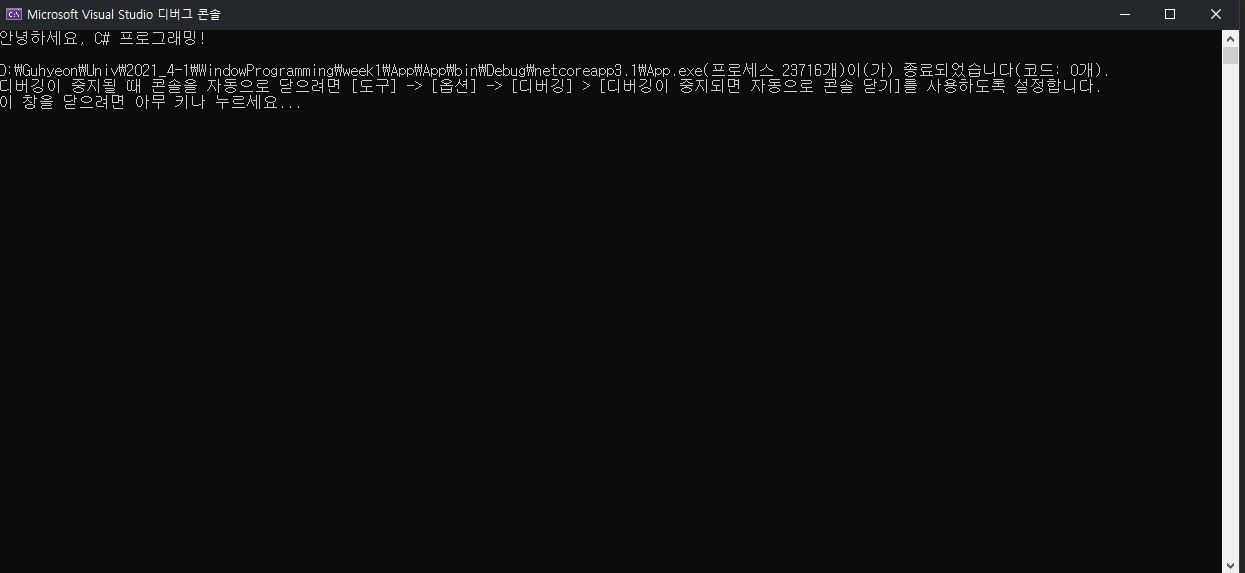 Microsoft Visual Studio 디버그 콘솔
안녕하세요, C# 프로그래밍!
D:₩Guhyeon₩Univ₩2021_4-1₩WindowProgramming₩week1₩App₩App₩bin₩Debug₩netcoreapp3.1₩App.exe(프로세스 23716개)이(가) 종료되었습니다(코드: 0개).
디버깅이 중지될 때 콘솔을 자동으로 닫으려면 [도구] -> [옵션] -> [디버깅] > [디버깅이 중지되면 자동으로 콘솔 닫기]를 사용하도록 설정합니다.
이 창을 닫으려면 아무 키나 누르세요...